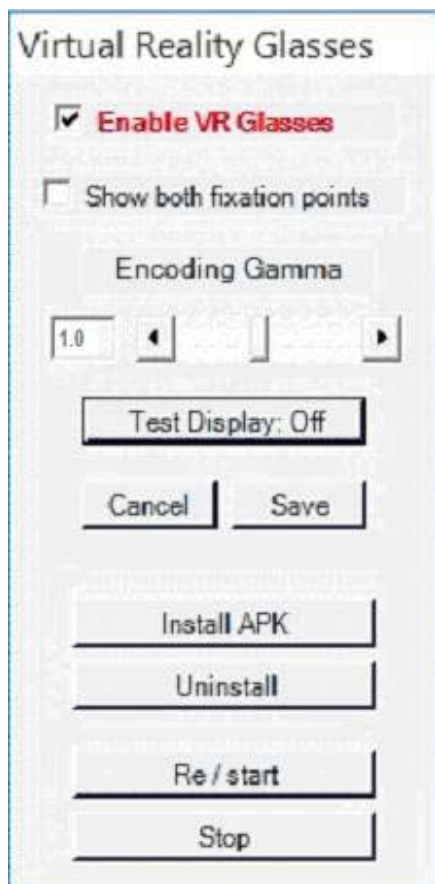 Virtual Reality Glasses
Enable VR Glasses
Show both fixation points
Encoding Gamma
1.0
Test Display: Off
Cancel Save
Install APK
Uninstall
Re / start
Stop